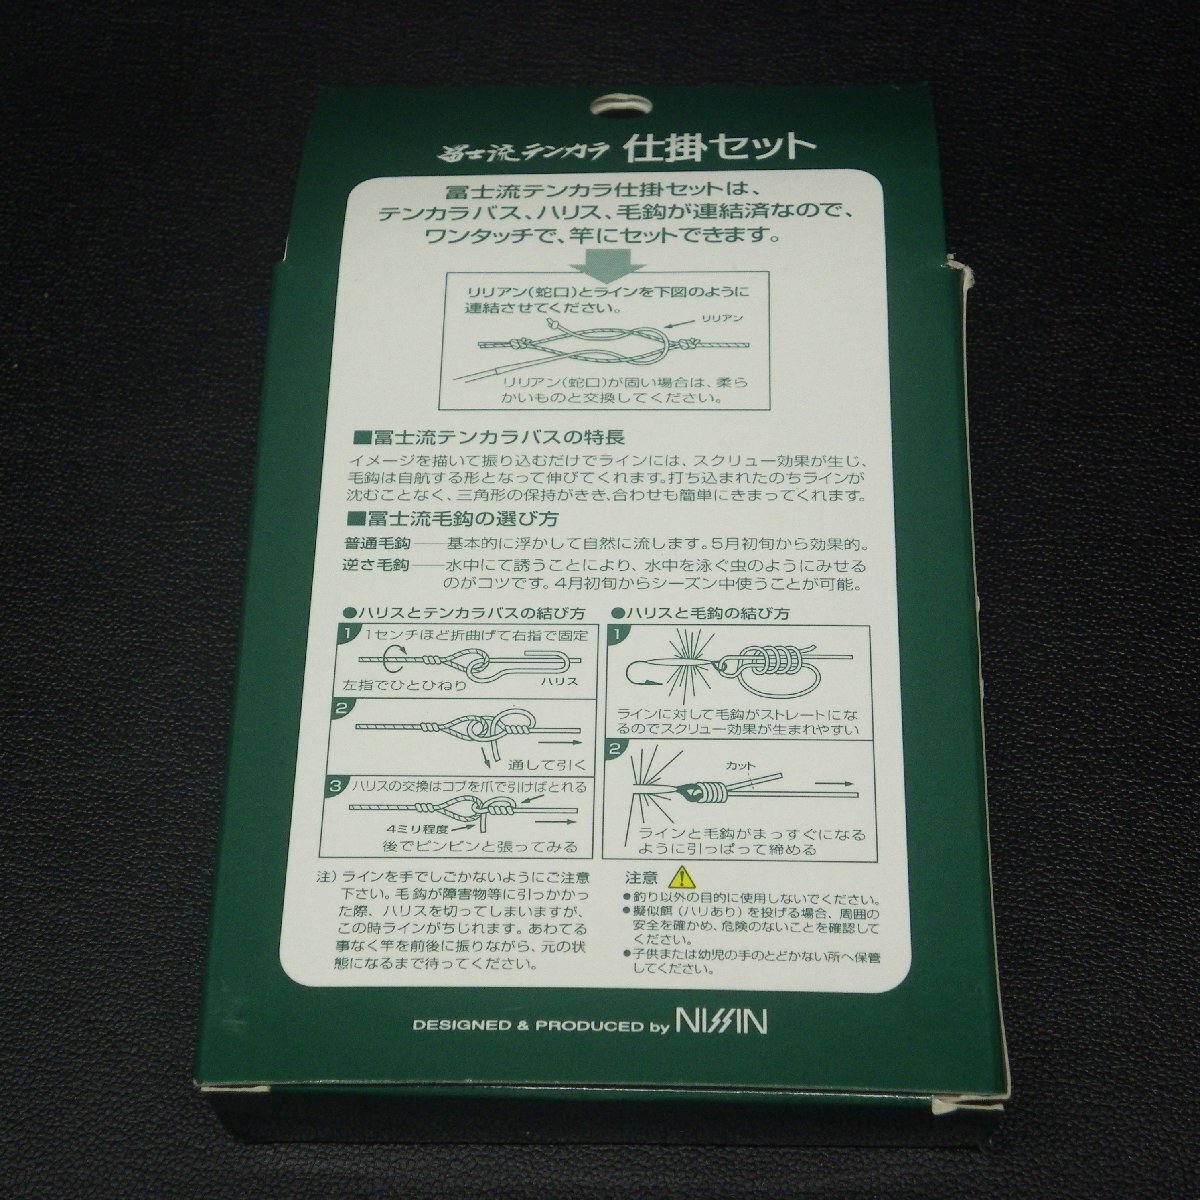 冨士流テンカラ 仕掛セット
冨士流テンカラ仕掛セットは、
テンカラバス、ハリス、毛鈎が連結済なので、
ワンタッチで、竿にセットできます。
リリアン(蛇口)とラインを下図のように
連結させてください。
リリアン
リリアン(蛇口)が固い場合は、柔ら
かいものと交換してください。
■冨士流テンカラバスの特長
イメージを描いて振り込むだけでラインには、スクリュー効果が生じ、
毛鈎は自航する形となって伸びてくれます。打ち込まれたのちラインが
沈むことなく、三角形の保持がきき、合わせも簡単にきまってくれます。
■冨士流毛鈎の選び方
普通毛鈎──基本的に浮かして自然に流します。5月初旬から効果的。
逆さ毛鈎──水中にて誘うことにより、水中を泳ぐ虫のようにみせる
のがコツです。4月初旬からシーズン中使うことが可能。
●ハリスとテンカラバスの結び方
1 1センチほど折曲げて右指で固定
ハリス
左指でひとひねり
2
通して引く
3 ハリスの交換はコブを爪で引けばとれる
4ミリ程度
後でピンピンと張ってみる
●ハリスと毛鈎の結び方
1
ラインに対して毛鈎がストレートにな
るのでスクリュー効果が生まれやすい
2
カット
ラインと毛鈎がまっすぐになる
ように引っぱって締める
注）ラインを手でしごかないようにご注意
下さい。毛鈎が障害物等に引っかかっ
た際、ハリスを切ってしまいますが、
この時ラインがちじれます。あわてる
事なく竿を前後に振りながら、元の状
態になるまで待ってください。
注意
●釣り以外の目的に使用しないでください。
●擬似餌（ハリあり）を投げる場合、周囲の
安全を確かめ、危険のないことを確認して
ください。
●子供または幼児の手のとどかない所へ保管
してください。
DESIGNED & PRODUCED by NISSIN